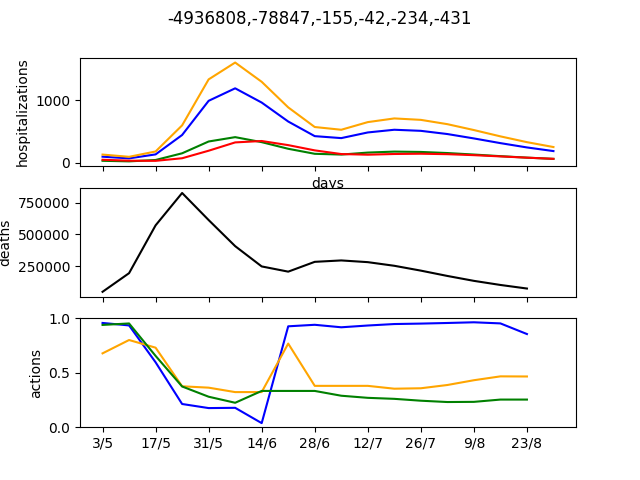 -4936808,-78847,-155,-42,-234,-431
hospitalizations
1000
0
days
deaths
750000
500000
250000
actions
1.0
0.5
0.0
3/5 17/5 31/5 14/6 28/6 12/7 26/7 9/8 23/8